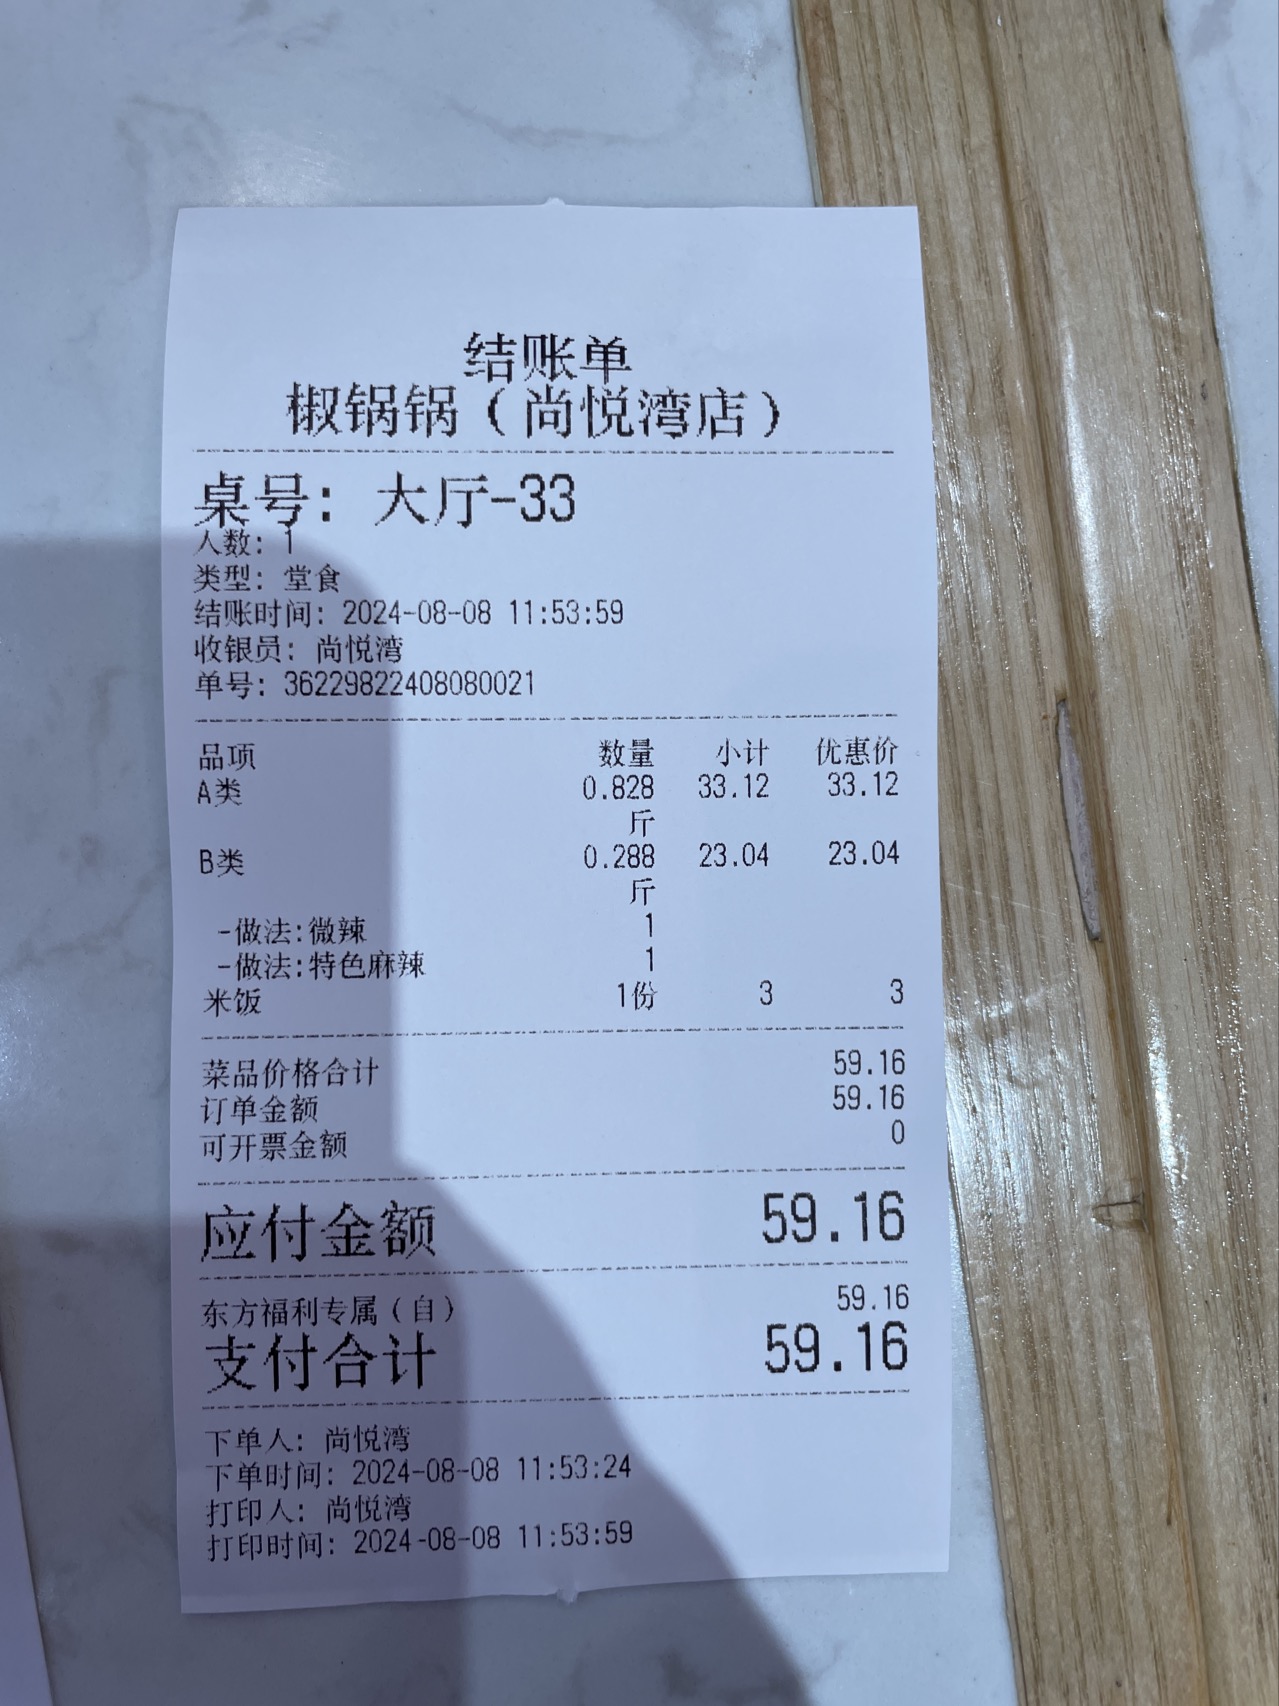 结账单
椒锅锅（尚悦湾店）
桌号: 大厅-33
人数: 1
类型: 堂食
结账时间: 2024-08-08 11:53:59
收银员: 尚悦湾
单号: 36229822408080021
品项 数量 小计 优惠价
A类 0.828 33.12 33.12
斤
B类 0.288 23.04 23.04
斤
-做法:微辣 1
-做法:特色麻辣 1
米饭 1份 3 3
菜品价格合计 59.16
订单金额 59.16
可开票金额 0
应付金额 59.16
东方福利专属（自） 59.16
支付合计 59.16
下单人: 尚悦湾
下单时间: 2024-08-08 11:53:24
打印人: 尚悦湾
打印时间: 2024-08-08 11:53:59